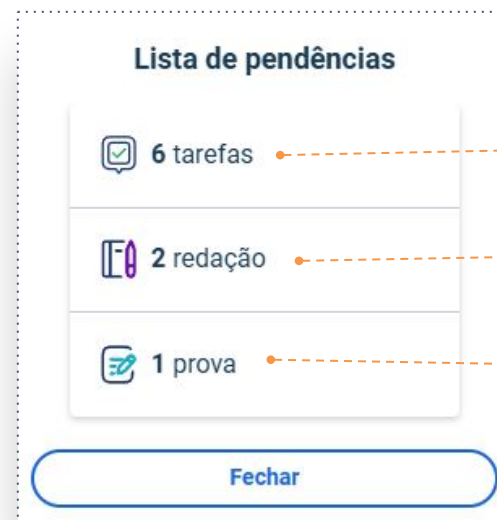 Lista de pendências
6 tarefas
2 redação
1 prova
Fechar